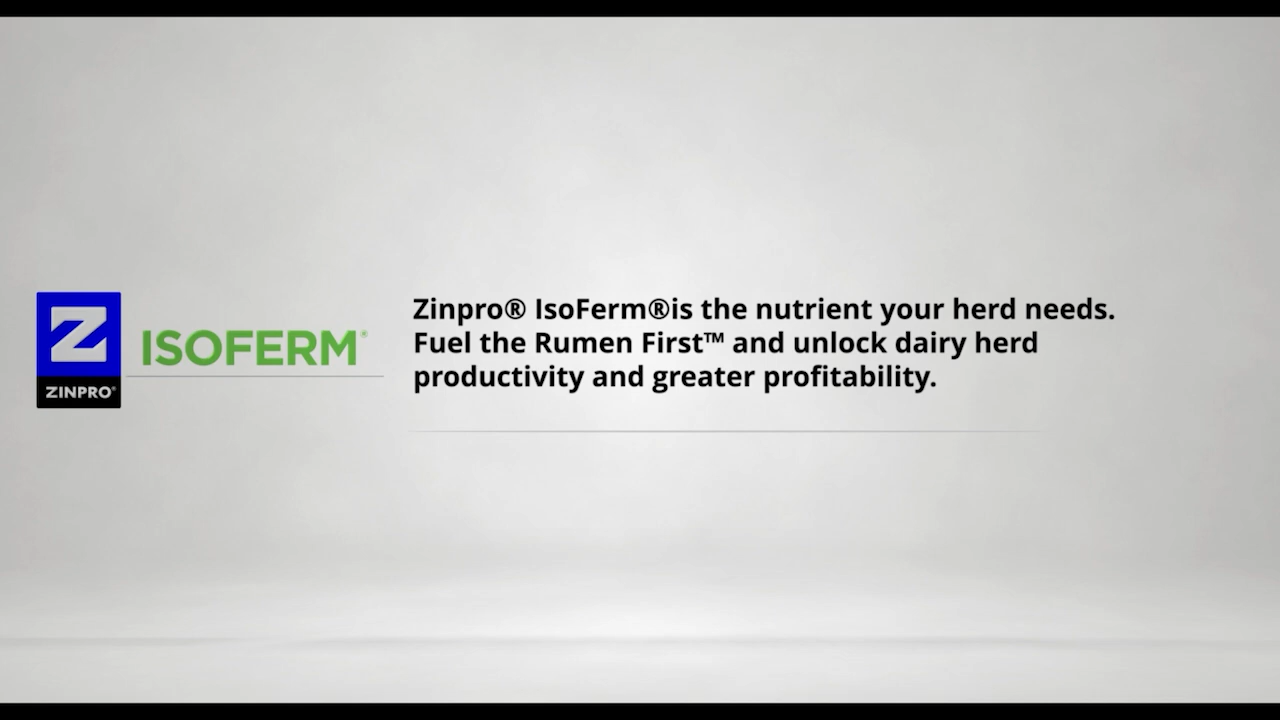 Z
ZINPRO®
ISOFERM®
Zinpro® IsoFerm®is the nutrient your herd needs.
Fuel the Rumen First™ and unlock dairy herd
productivity and greater profitability.